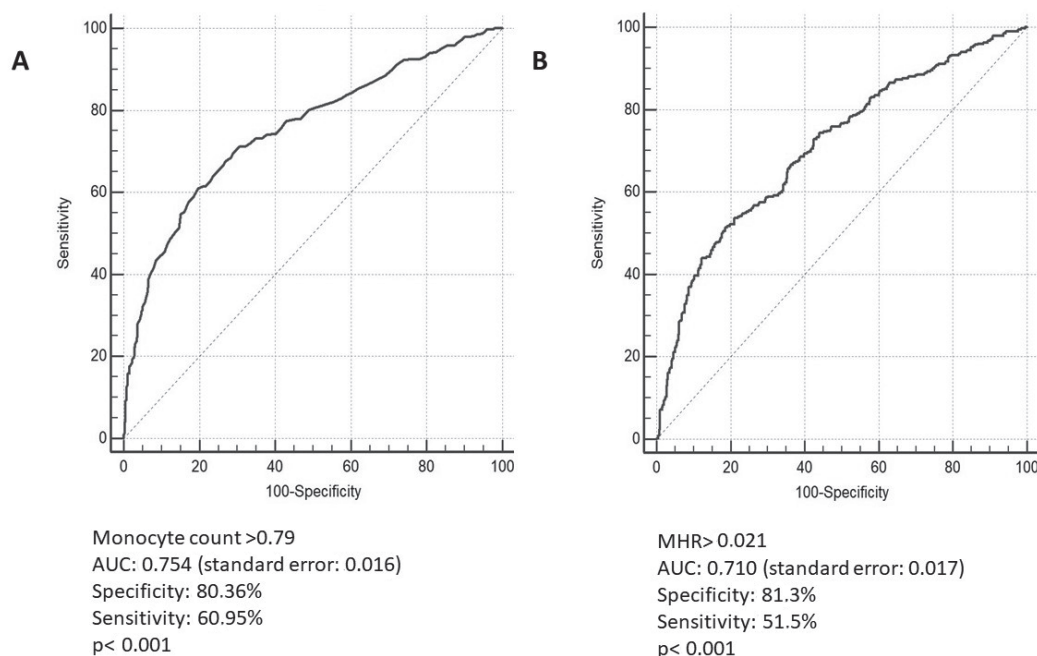 A
100
80
60
40
20
0
Sensitivity
0 20 40 60 80 100
100-Specificity
Monocyte count >0.79
AUC: 0.754 (standard error: 0.016)
Specificity: 80.36%
Sensitivity: 60.95%
p< 0.001
B
100
80
60
40
20
0
Sensitivity
0 20 40 60 80 100
100-Specificity
MHR> 0.021
AUC: 0.710 (standard error: 0.017)
Specificity: 81.3%
Sensitivity: 51.5%
p< 0.001